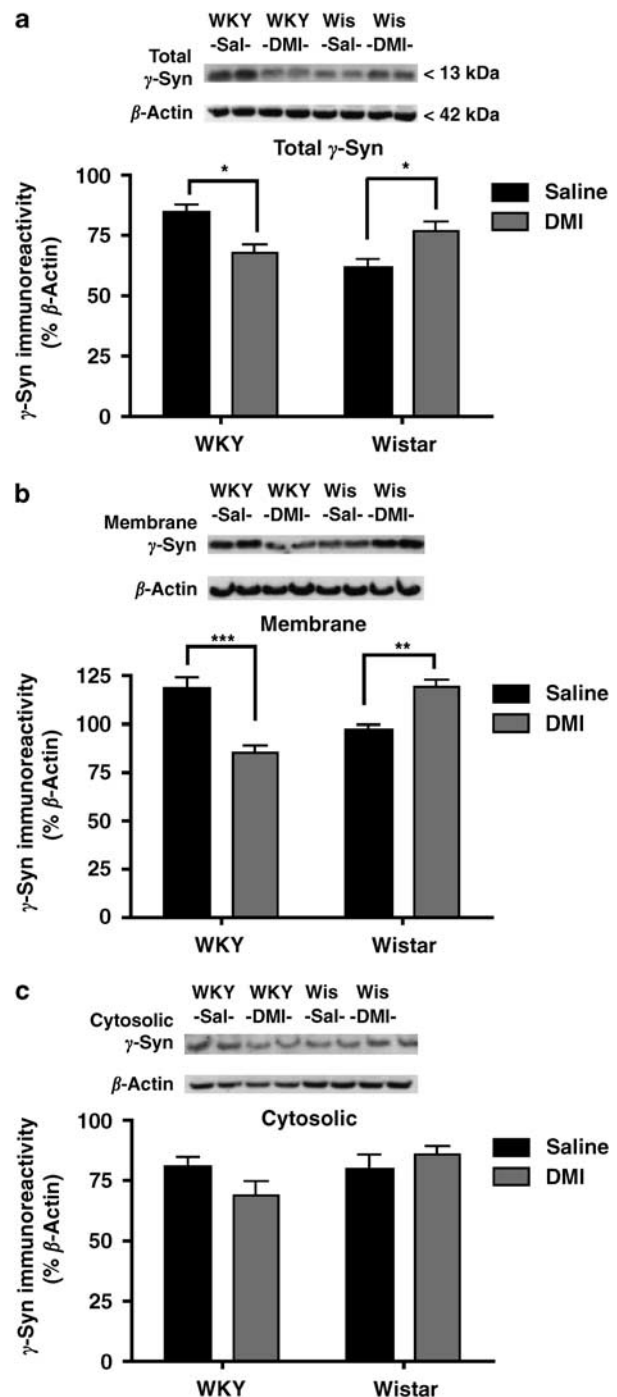 a
WKY WKY Wis Wis
-Sal- -DMI- -Sal- -DMI-
Total
γ-Syn < 13 kDa
β-Actin < 42 kDa
Total γ-Syn
γ-Syn immunoreactivity
(% β-Actin)
100
75
50
25
0
*
*
Saline
DMI
WKY Wistar
b
WKY WKY Wis Wis
-Sal- -DMI- -Sal- -DMI-
Membrane
γ-Syn
β-Actin
Membrane
γ-Syn immunoreactivity
(% β-Actin)
125
100
75
50
25
0
***
**
Saline
DMI
WKY Wistar
c
WKY WKY Wis Wis
-Sal- -DMI- -Sal- -DMI-
Cytosolic
γ-Syn
β-Actin
Cytosolic
γ-Syn immunoreactivity
(% β-Actin)
100
75
50
25
0
Saline
DMI
WKY Wistar